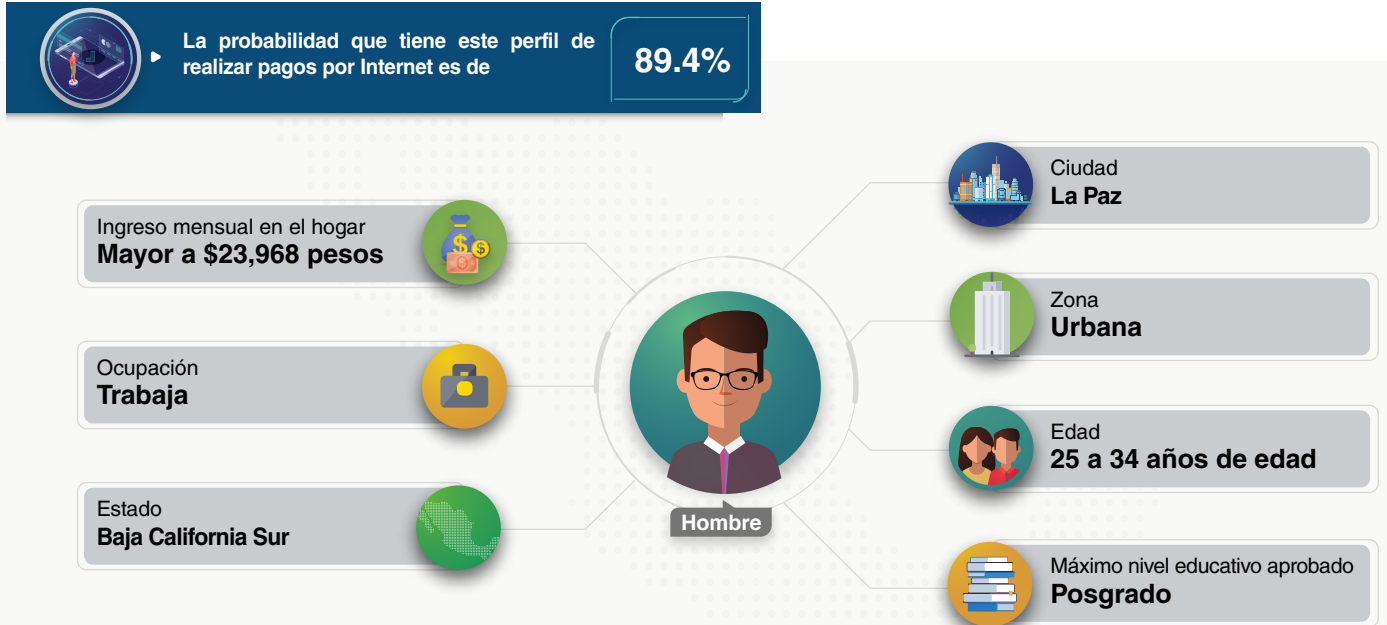 La probabilidad que tiene este perfil de
realizar pagos por Internet es de
89.4%
Ingreso mensual en el hogar
Mayor a $23,968 pesos
Ocupación
Trabaja
Estado
Baja California Sur
Hombre
Ciudad
La Paz
Zona
Urbana
Edad
25 a 34 años de edad
Máximo nivel educativo aprobado
Posgrado